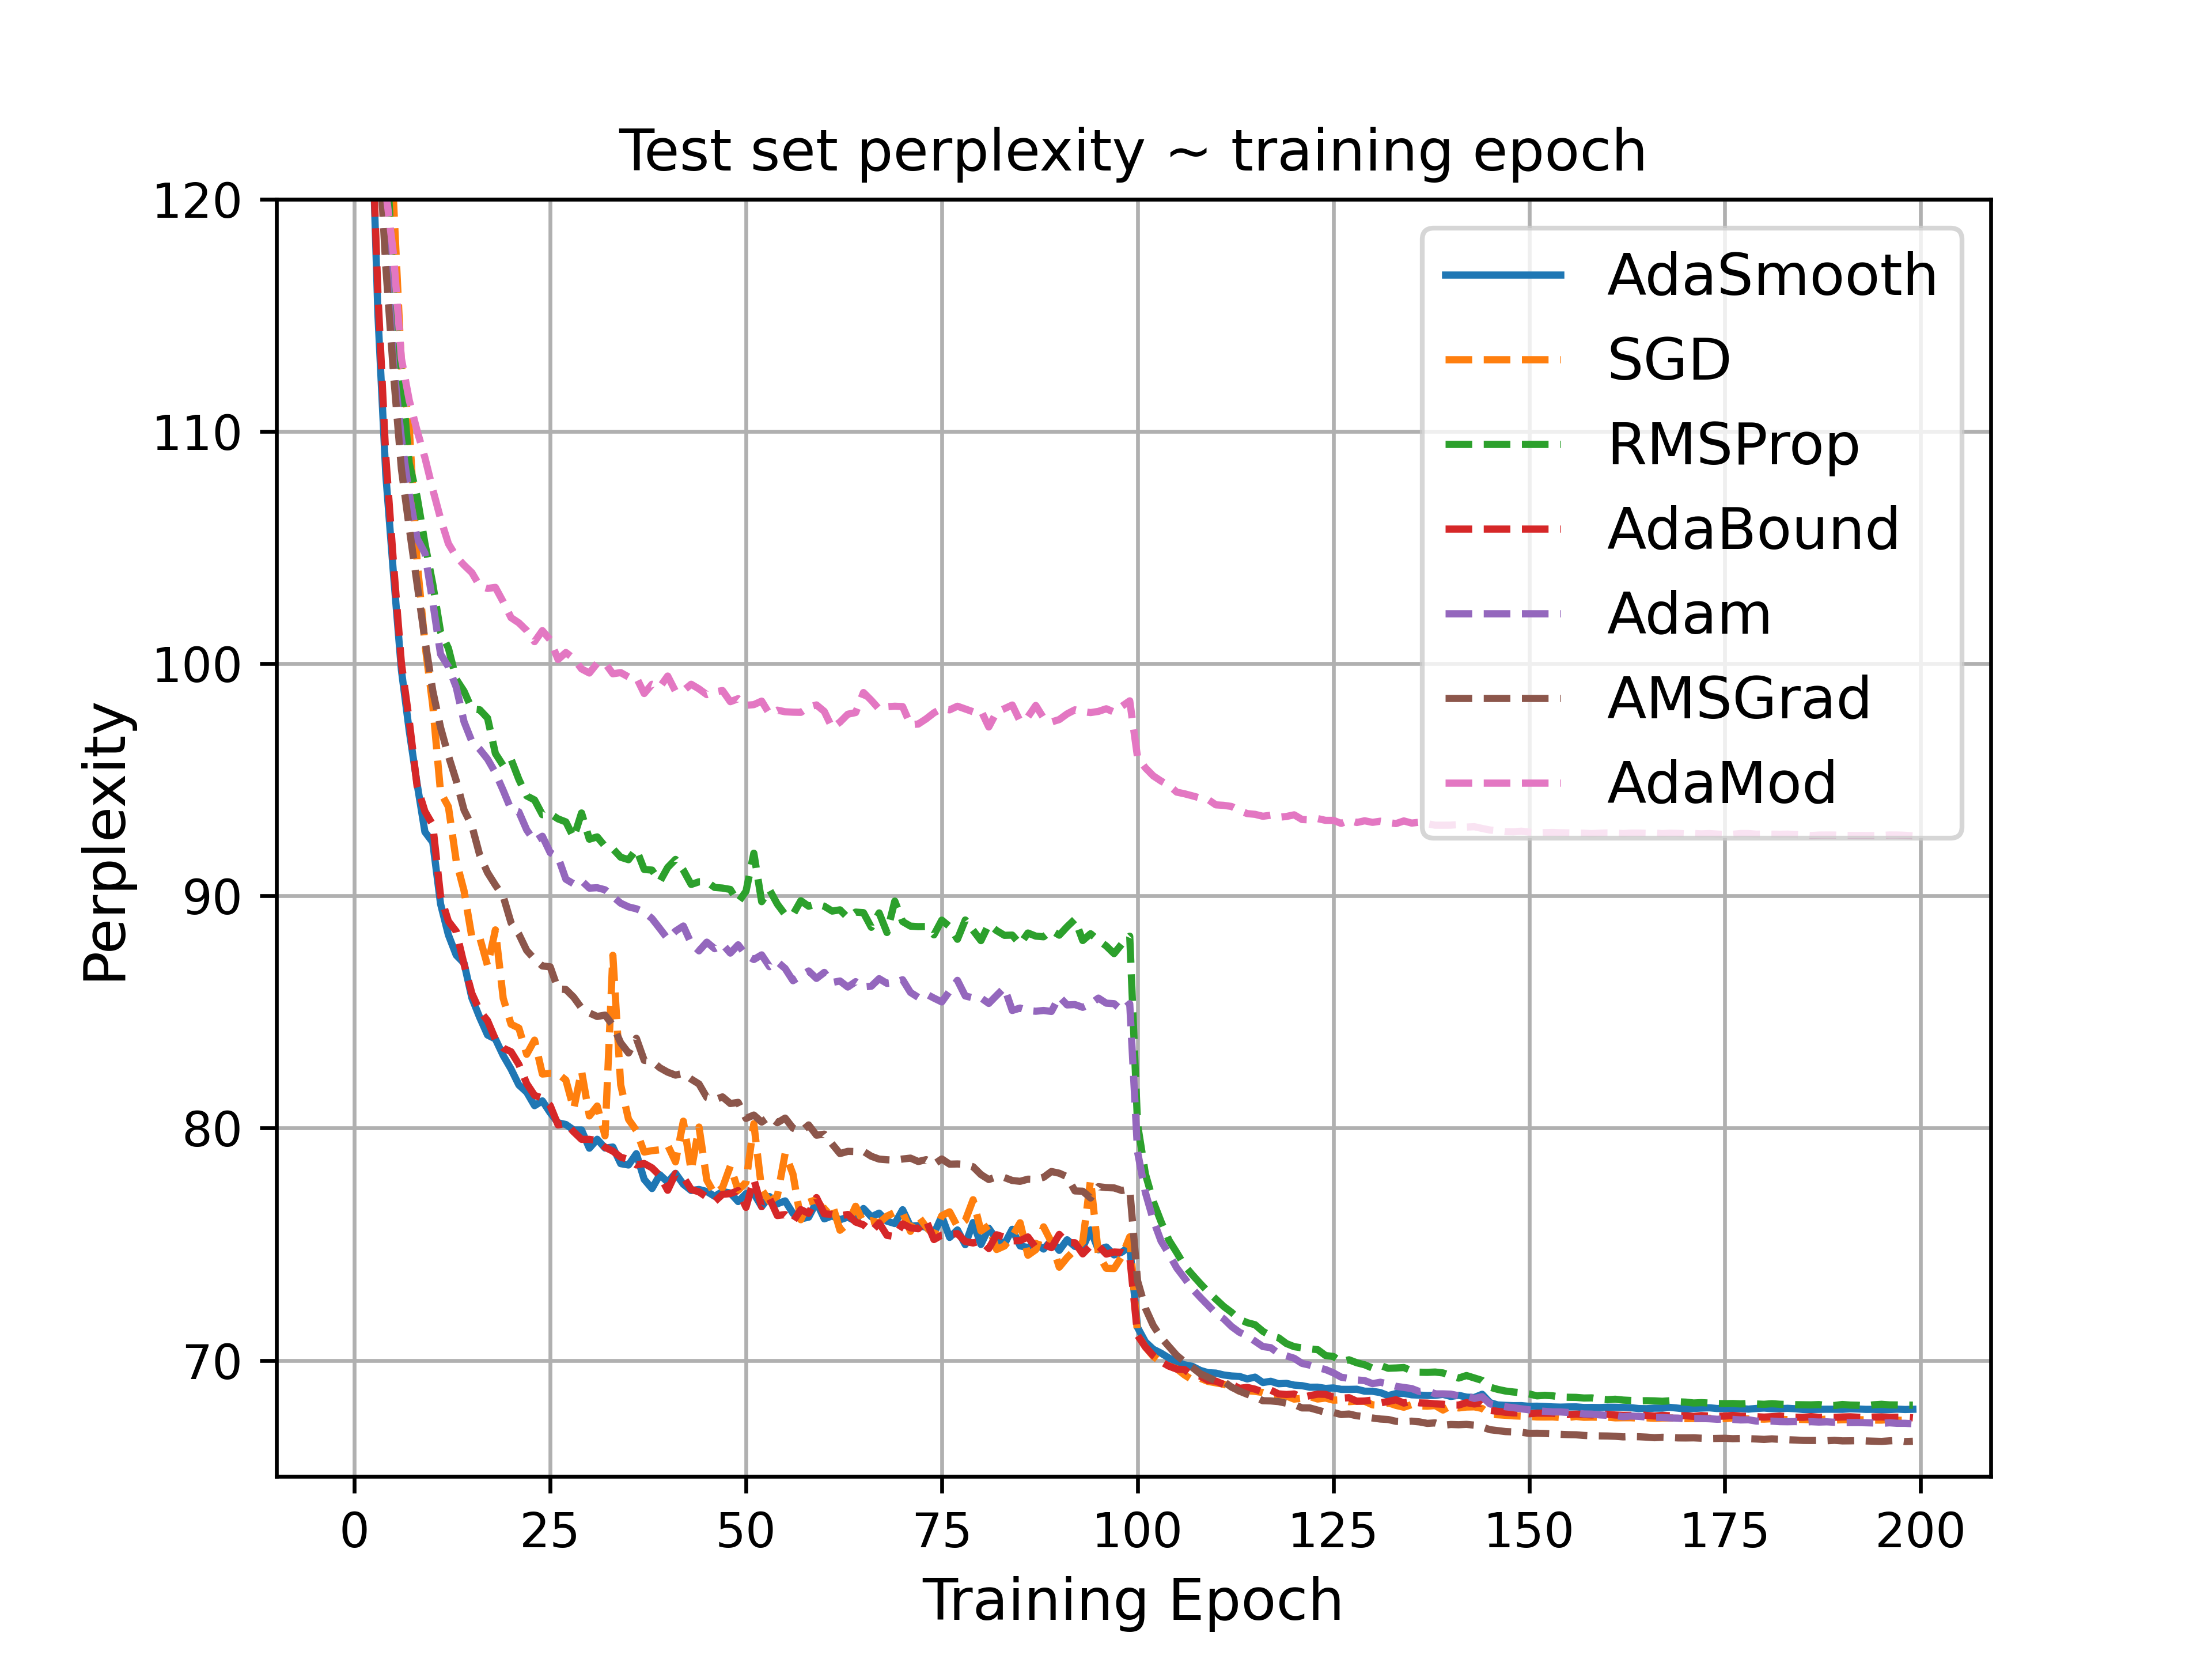 Test set perplexity ~ training epoch
120
110
100
90
80
70
Perplexity
AdaSmooth
SGD
RMSProp
AdaBound
Adam
AMSGrad
AdaMod
0 25 50 75 100 125 150 175 200
Training Epoch